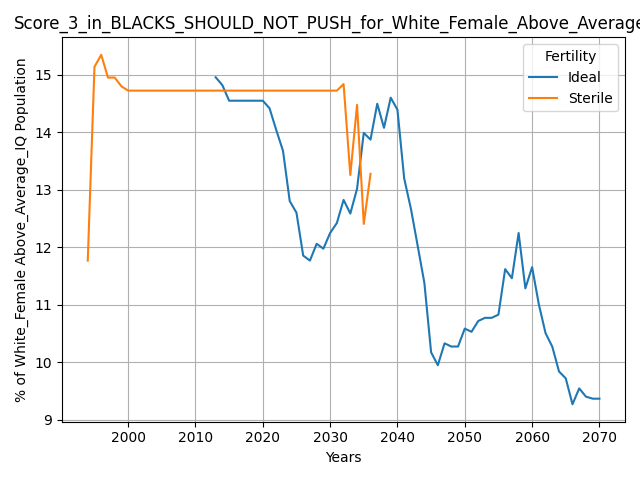 Score_3_in_BLACKS_SHOULD_NOT_PUSH_for_White_Female_Above_Average
Fertility
Ideal
Sterile
% of White_Female Above_Average_IQ Population
15
14
13
12
11
10
9
2000 2010 2020 2030 2040 2050 2060 2070
Years